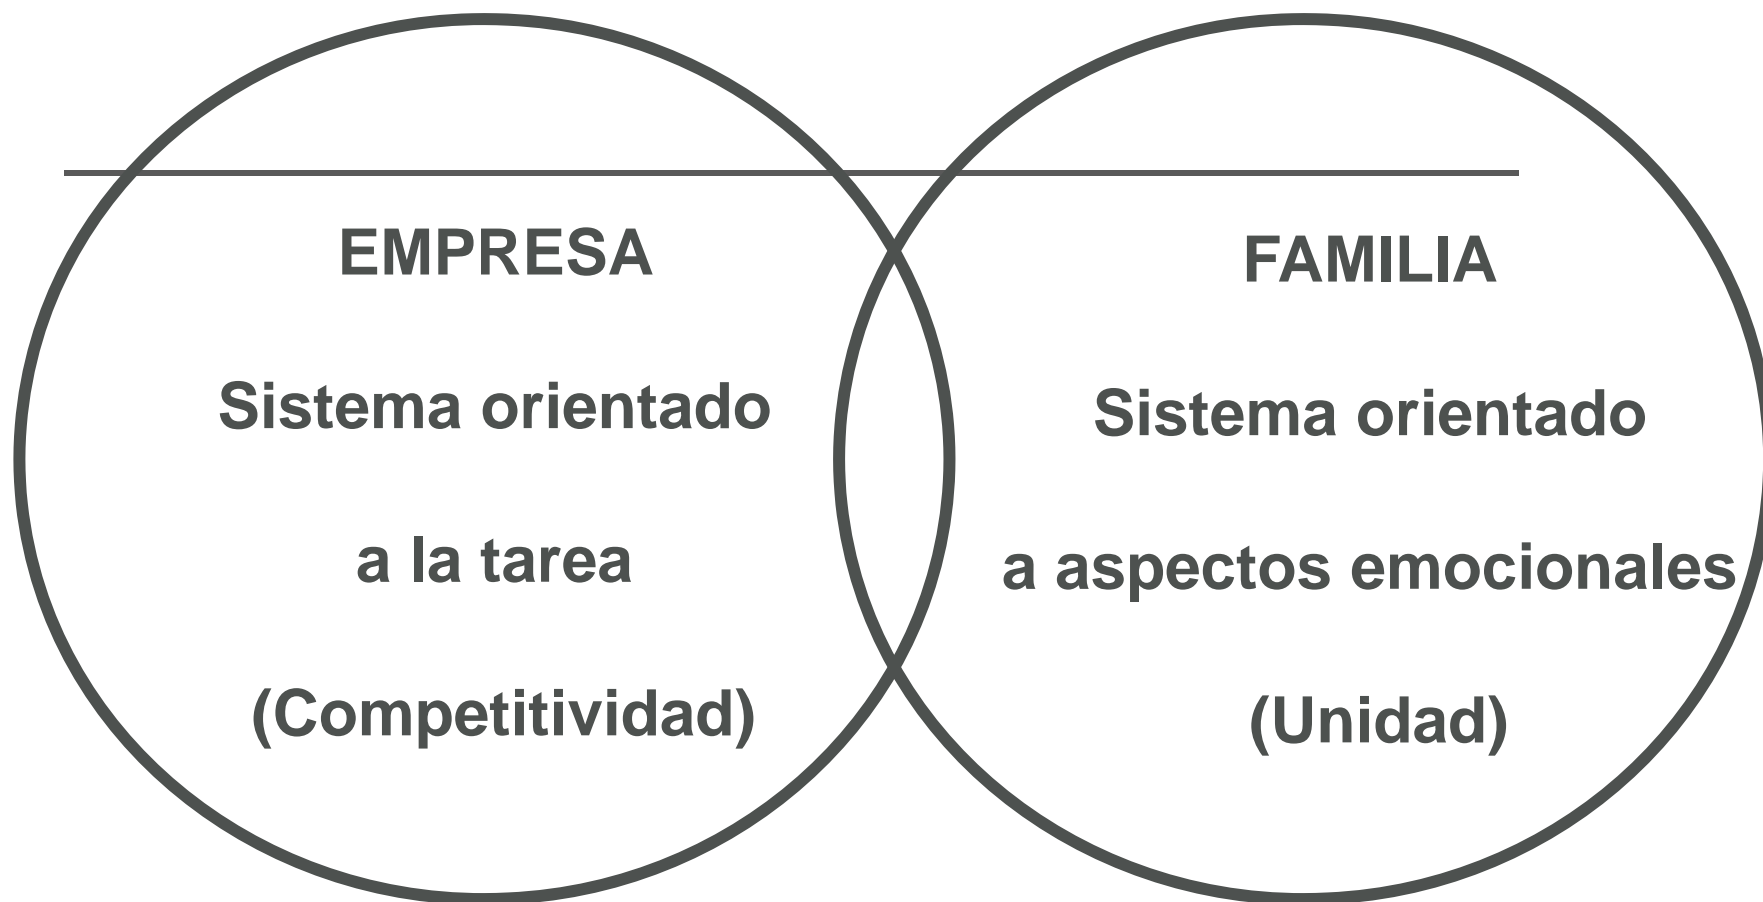 EMPRESA
Sistema orientado
a la tarea
(Competitividad)
FAMILIA
Sistema orientado
a aspectos emocionales
(Unidad)